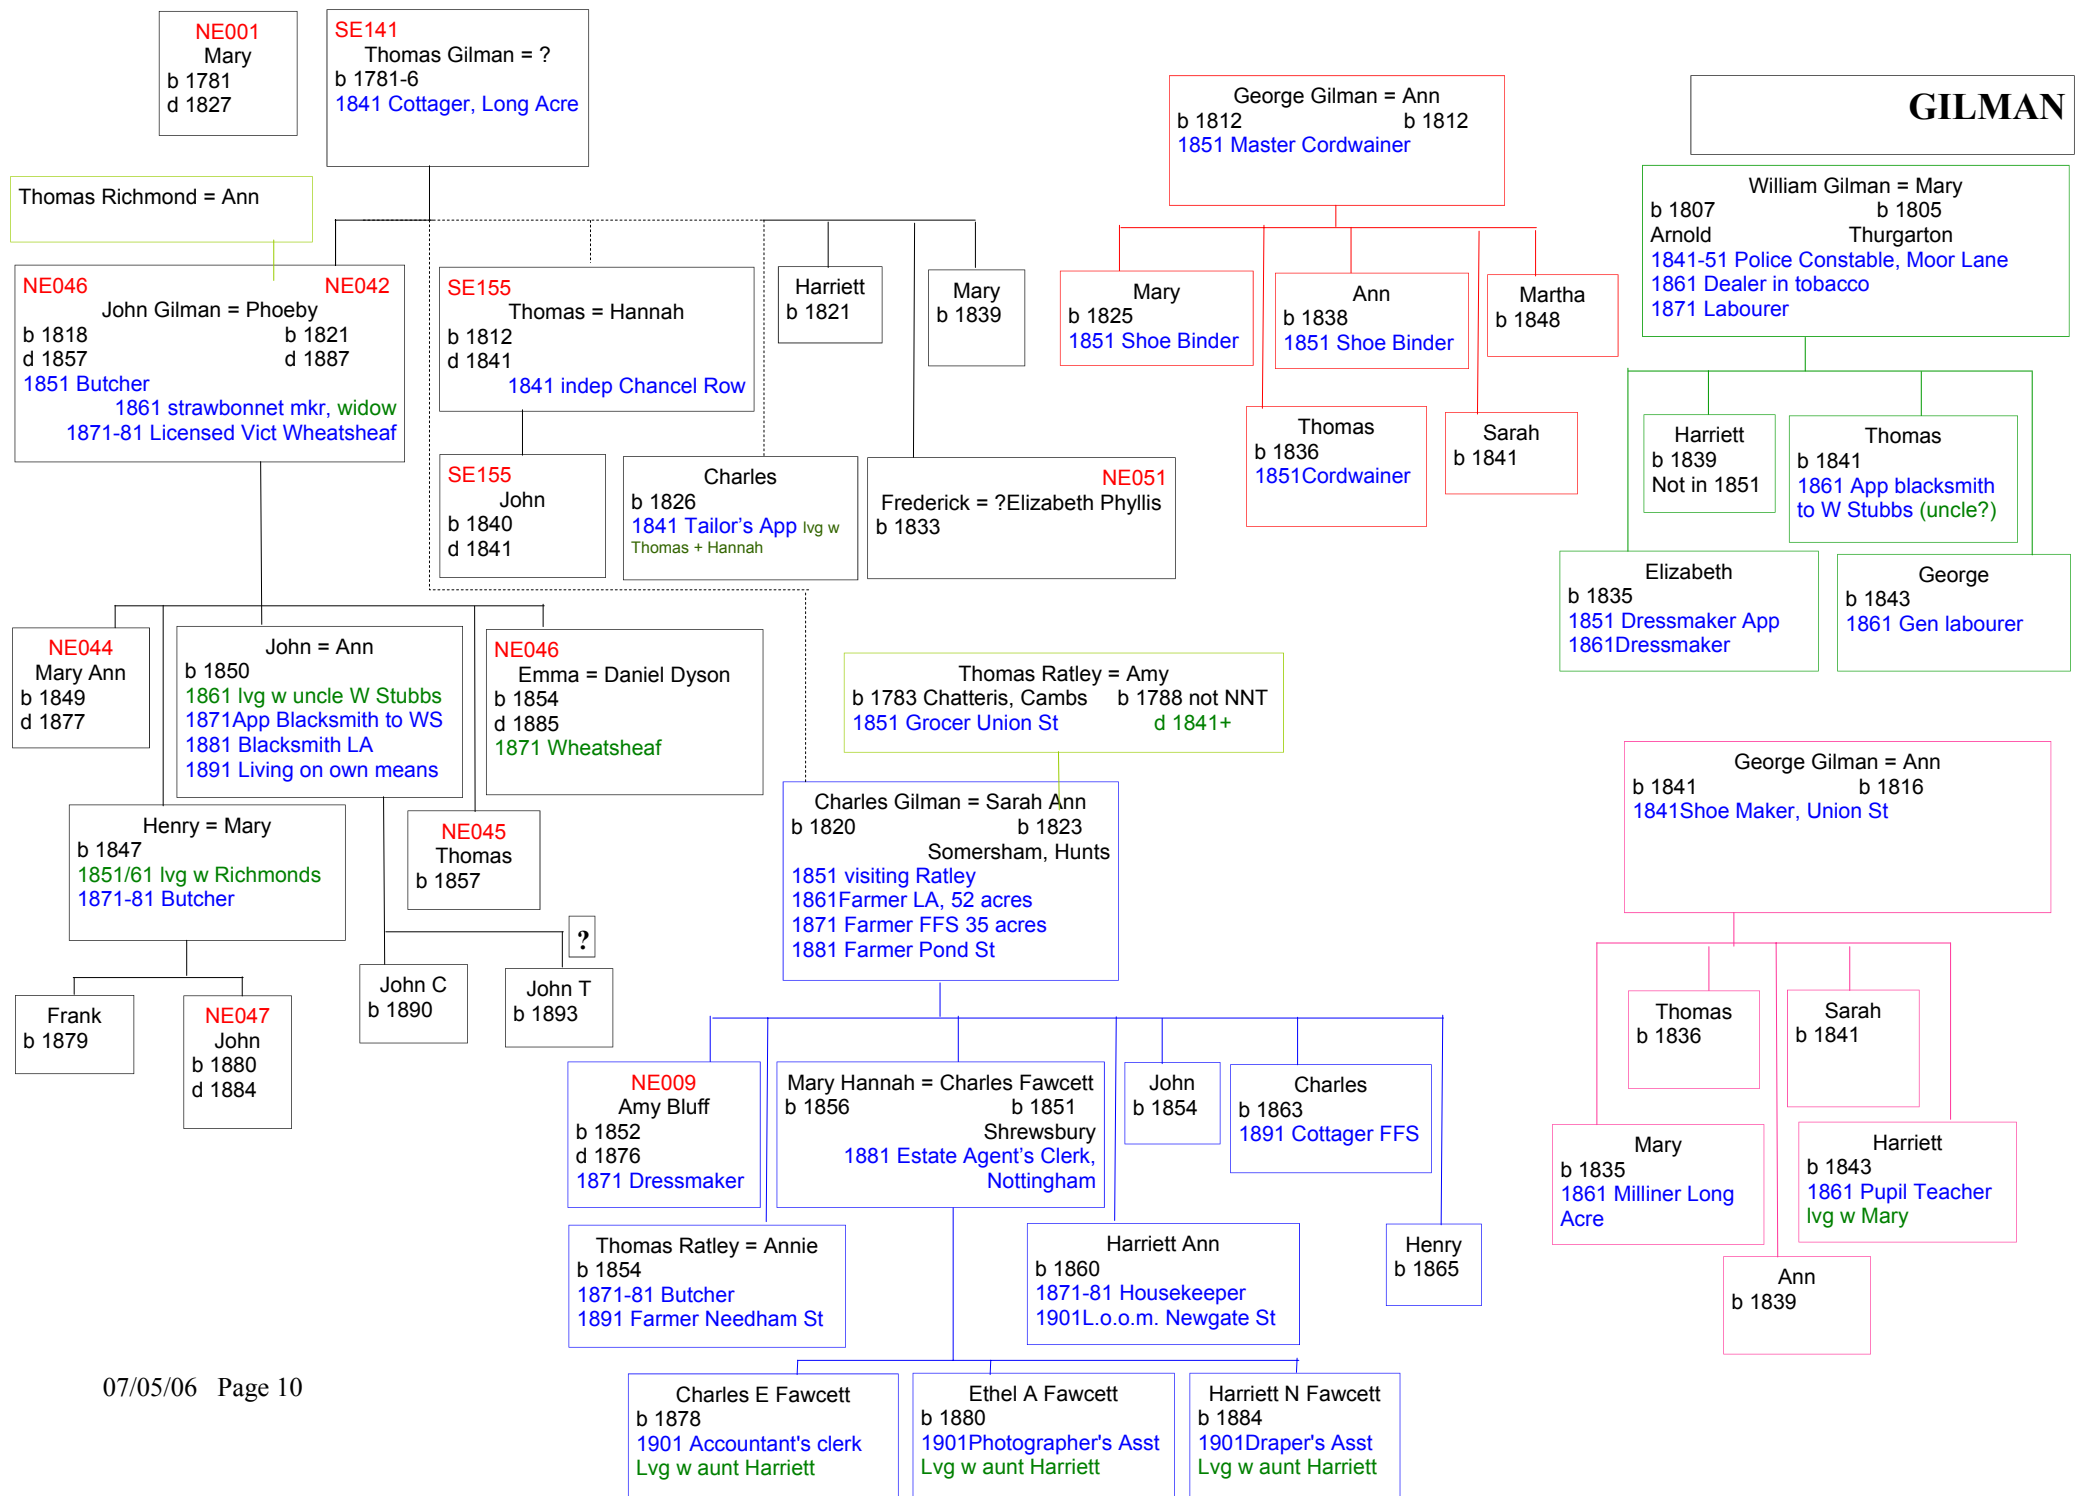 NE001
Mary
b 1781
d 1827
SE141
Thomas Gilman = ?
b 1781-6
1841 Cottager, Long Acre
George Gilman = Ann
b 1812 b 1812
1851 Master Cordwainer
GILMAN
Thomas Richmond = Ann
William Gilman = Mary
b 1807 b 1805
Arnold Thurgarton
1841-51 Police Constable, Moor Lane
1861 Dealer in tobacco
1871 Labourer
NE046 NE042
John Gilman = Phoeby
b 1818 b 1821
d 1857 d 1887
1851 Butcher
1861 strawbonnet mkr, widow
1871-81 Licensed Vict Wheatsheaf
SE155
Thomas = Hannah
b 1812
d 1841
1841 indep Chancel Row
Harriett
b 1821
Mary
b 1839
Mary
b 1825
1851 Shoe Binder
Ann
b 1838
1851 Shoe Binder
Martha
b 1848
Thomas
b 1836
1851Cordwainer
Sarah
b 1841
Harriett
b 1839
Not in 1851
Thomas
b 1841
1861 App blacksmith
to W Stubbs (uncle?)
SE155
John
b 1840
d 1841
Charles
b 1826
1841 Tailor's App lvg w
Thomas + Hannah
NE051
Frederick = ?Elizabeth Phyllis
b 1833
Elizabeth
b 1835
1851 Dressmaker App
1861Dressmaker
George
b 1843
1861 Gen labourer
NE044
Mary Ann
b 1849
d 1877
John = Ann
b 1850
1861 lvg w uncle W Stubbs
1871App Blacksmith to WS
1881 Blacksmith LA
1891 Living on own means
NE046
Emma = Daniel Dyson
b 1854
d 1885
1871 Wheatsheaf
Thomas Ratley = Amy
b 1783 Chatteris, Cambs b 1788 not NNT
1851 Grocer Union St d 1841+
George Gilman = Ann
b 1841 b 1816
1841Shoe Maker, Union St
Henry = Mary
b 1847
1851/61 lvg w Richmonds
1871-81 Butcher
NE045
Thomas
b 1857
Charles Gilman = Sarah Ann
b 1820 b 1823
Somersham, Hunts
1851 visiting Ratley
1861Farmer LA, 52 acres
1871 Farmer FFS 35 acres
1881 Farmer Pond St
?
Frank
b 1879
NE047
John
b 1880
d 1884
John C
b 1890
John T
b 1893
Thomas
b 1836
Sarah
b 1841
NE009
Amy Bluff
b 1852
d 1876
1871 Dressmaker
Mary Hannah = Charles Fawcett
b 1856 b 1851
Shrewsbury
1881 Estate Agent's Clerk,
Nottingham
John
b 1854
Charles
b 1863
1891 Cottager FFS
Mary
b 1835
1861 Milliner Long
Acre
Harriett
b 1843
1861 Pupil Teacher
lvg w Mary
Thomas Ratley = Annie
b 1854
1871-81 Butcher
1891 Farmer Needham St
Harriett Ann
b 1860
1871-81 Housekeeper
1901L.o.o.m. Newgate St
Henry
b 1865
Ann
b 1839
07/05/06 Page 10
Charles E Fawcett
b 1878
1901 Accountant's clerk
Lvg w aunt Harriett
Ethel A Fawcett
b 1880
1901Photographer's Asst
Lvg w aunt Harriett
Harriett N Fawcett
b 1884
1901Draper's Asst
Lvg w aunt Harriett